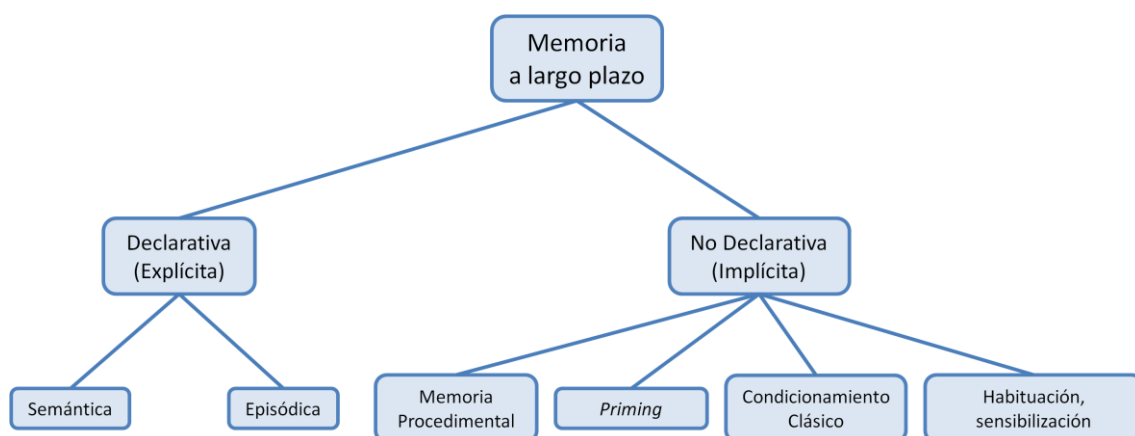 Memoria
a largo plazo
Declarativa
(Explícita)
No Declarativa
(Implícita)
Semántica
Episódica
Memoria
Procedimental
Priming
Condicionamiento
Clásico
Habituación,
sensibilización